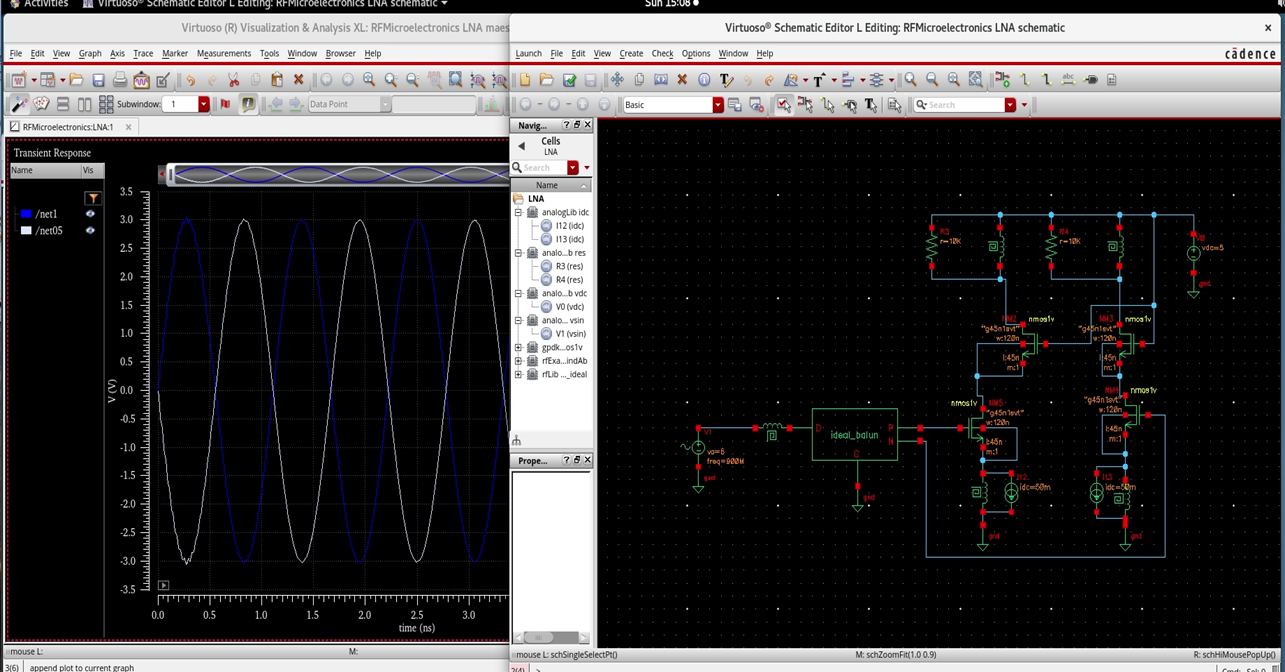 Activities
Virtuoso® Schematic Editor L Editing: RFMicroelectronics LNA schematic
Sun 15:08
Virtuoso (R) Visualization & Analysis XL: RFMicroelectronics LNA maes
File Edit View Graph Axis Trace Marker Measurements Tools Window Browser Help
Subwindow: 1
Data Point
RFMicroelectronics:LNA:1
Transient Response
Name Vis
/net1
/net05
3.5
3.0
2.5
2.0
1.5
1.0
0.5
0.0
-0.5
-1.0
-1.5
-2.0
-2.5
-3.0
-3.5
V (V)
0.0 0.5 1.0 1.5 2.0 2.5 3.0
time (ns)
mouse L: M:
3(6) append plot to current graph
Virtuoso® Schematic Editor L Editing: RFMicroelectronics LNA schematic
Launch File Edit View Create Check Options Window Help
cādence
Basic
Search
Navig...
Cells
LNA
Search
Name
LNA
analogLib idc
I12 (idc)
I13 (idc)
analo...b res
R3 (res)
R4 (res)
analo...b vdc
V0 (vdc)
analo... vsin
V1 (vsin)
gpdk...os1v
rfExa...indAb
rfLib ..._ideal
Prope...
R3
r=10K
R4
r=10K
vdc=5
gnd
NM2
nmos1v
"g45n1svt"
w:120n
l:45n
m:1
NM3
nmos1v
"g45n1svt"
w:120n
l:45n
m:1
nmos1v
NM5
"g45n1svt"
w:120n
l:45n
m:1
nmos1v
"g45n1svt"
w:120n
l:45n
m:1
V1
va=6
freq=900M
gnd
D
ideal_balun
P
N
C
gnd
I12
idc=50m
gnd
idc=50m
gnd
mouse L: schSingleSelectPt() M: schZoomFit(1.0 0.9) R: schHiMousePopUp()
2(4) >
Cmd: Sel: 0